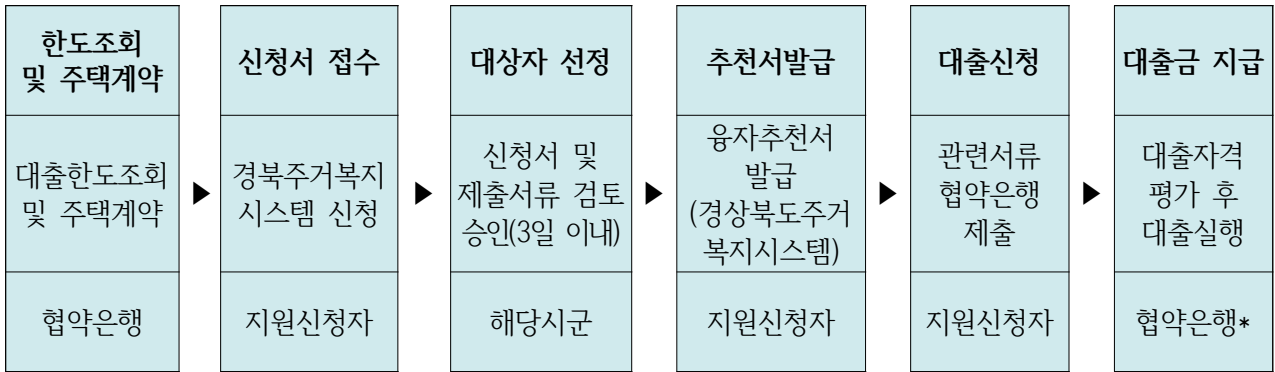 한도조회
및 주택계약
신청서 접수
대상자 선정
추천서발급
대출신청
대출금 지급
대출한도조회
및 주택계약
▶
경북주거복지
시스템 신청
▶
신청서 및
제출서류 검토
승인(3일 이내)
▶
융자추천서
발급
(경상북도주거
복지시스템)
▶
관련서류
협약은행
제출
▶
대출자격
평가 후
대출실행
협약은행
지원신청자
해당시군
지원신청자
지원신청자
협약은행*